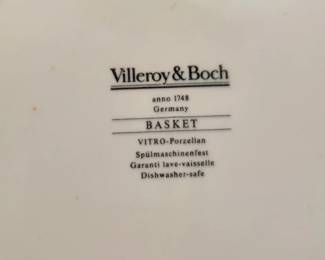 Villeroy & Boch
anno 1748
Germany
BASKET
VITRO-Porzellan
Spülmaschinenfest
Garanti lave-vaisselle
Dishwasher-safe